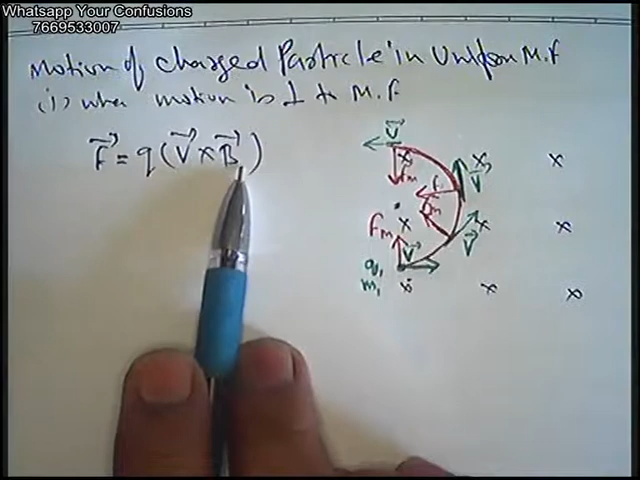 Whatsapp Your Confusions
7669533007
Motion of charged Particle in Uniform M.f
(i) when motion is ⊥ to M.f
F⃗ = q(V⃗ × B⃗)
V⃗
x
fm
x
V⃗
x
f
fm
x
fm
x
V⃗
x
V⃗
q,
m,
x
x
x